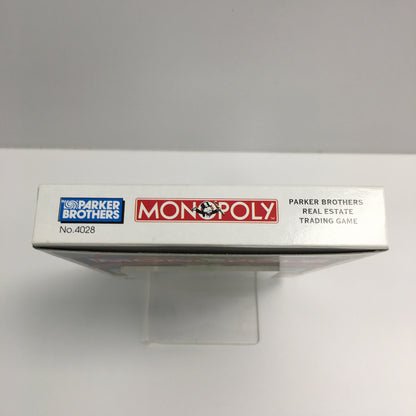 PARKER
BROTHERS
No.4028
MONOPOLY
PARKER BROTHERS
REAL ESTATE
TRADING GAME